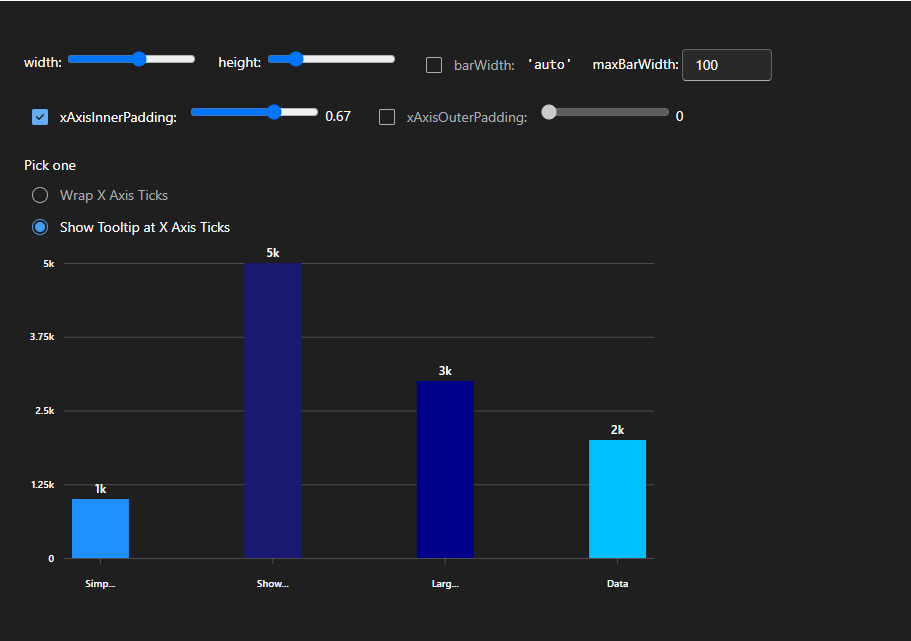 width: height: barWidth: 'auto' maxBarWidth: 100
xAxisInnerPadding: 0.67 xAxisOuterPadding: 0
Pick one
Wrap X Axis Ticks
Show Tooltip at X Axis Ticks
5k
5k
3.75k
3k
2.5k
2k
1.25k
1k
0
Simp... Show... Larg... Data